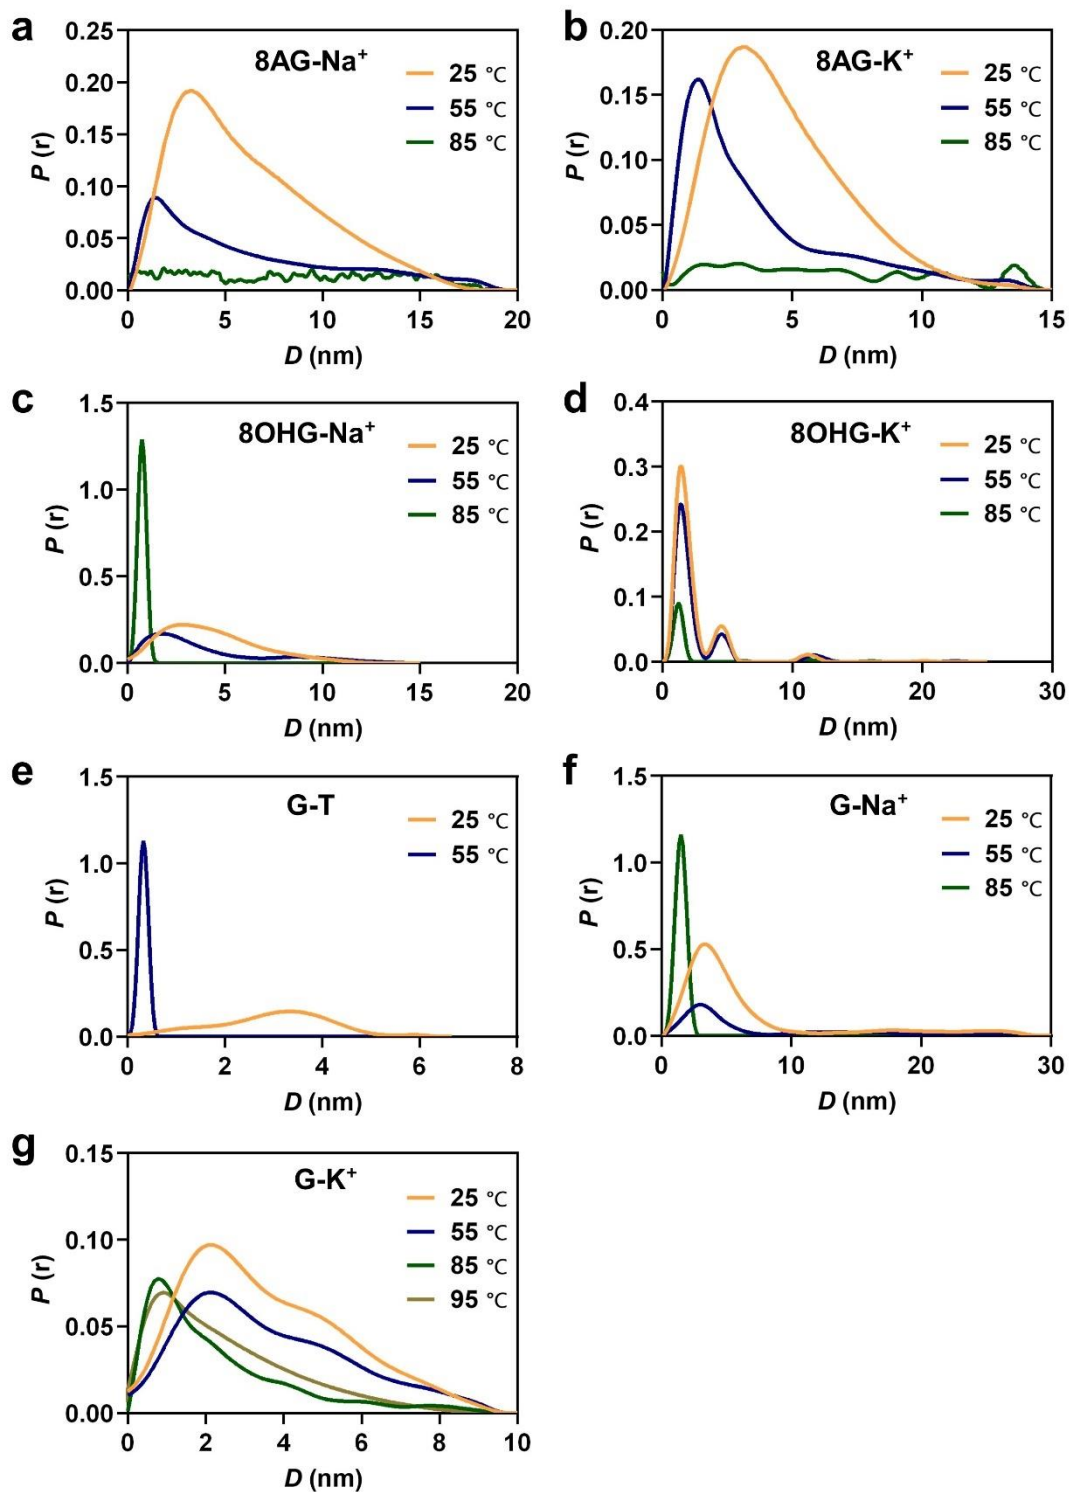 a
8AG-Na⁺
25 °C
55 °C
85 °C
P (r)
0.25
0.20
0.15
0.10
0.05
0.00
0 5 10 15 20
D (nm)
b
8AG-K⁺
25 °C
55 °C
85 °C
P (r)
0.20
0.15
0.10
0.05
0.00
0 5 10 15
D (nm)
c
8OHG-Na⁺
25 °C
55 °C
85 °C
P (r)
1.5
1.0
0.5
0.0
0 5 10 15 20
D (nm)
d
8OHG-K⁺
25 °C
55 °C
85 °C
P (r)
0.4
0.3
0.2
0.1
0.0
0 10 20 30
D (nm)
e
G-T
25 °C
55 °C
P (r)
1.5
1.0
0.5
0.0
0 2 4 6 8
D (nm)
f
G-Na⁺
25 °C
55 °C
85 °C
P (r)
1.5
1.0
0.5
0.0
0 10 20 30
D (nm)
g
G-K⁺
25 °C
55 °C
85 °C
95 °C
P (r)
0.15
0.10
0.05
0.00
0 2 4 6 8 10
D (nm)